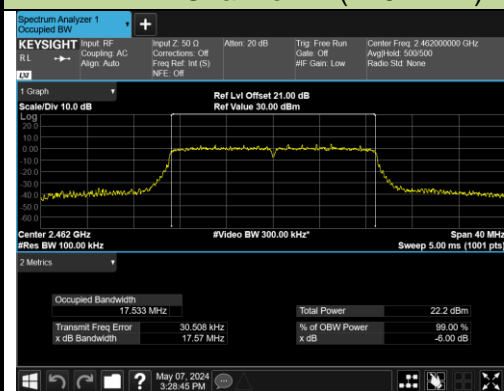 Spectrum Analyzer 1
Occupied BW
KEYSIGHT Input: RF Input Z: 50 Ω Atten: 20 dB Trig: Free Run Center Freq: 2.462000000 GHz
RL Coupling: AC Corrections: Off Gate: Off Avg|Hold: 500/500
Align: Auto Freq Ref: Int (S) #IF Gain: Low Radio Std: None
NFE: Off
1 Graph
Ref Lvl Offset 21.00 dB
Scale/Div 10.0 dB Ref Value 30.00 dBm
Log
20.0
10.0
0.00
-10.0
-20.0
-30.0
-40.0
-50.0
-60.0
Center 2.462 GHz #Video BW 300.00 kHz* Span 40 MHz
#Res BW 100.00 kHz Sweep 5.00 ms (1001 pts)
2 Metrics
Occupied Bandwidth
17.533 MHz Total Power 22.2 dBm
Transmit Freq Error 30.508 kHz % of OBW Power 99.00 %
x dB Bandwidth 17.57 MHz x dB -6.00 dB
May 07, 2024
3:28:45 PM